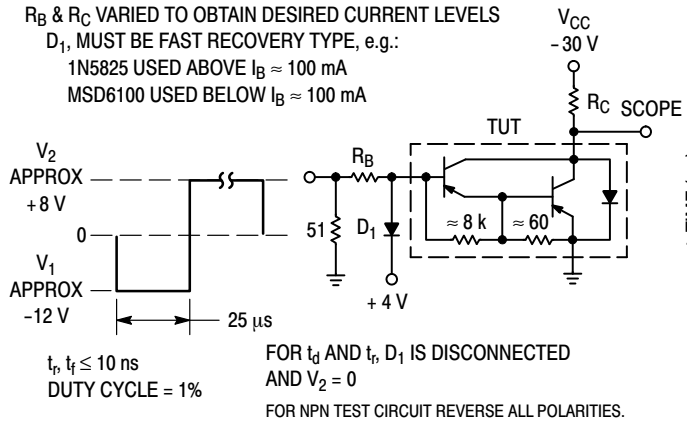 R_B & R_C VARIED TO OBTAIN DESIRED CURRENT LEVELS
D_1, MUST BE FAST RECOVERY TYPE, e.g.:
1N5825 USED ABOVE I_B ≈ 100 mA
MSD6100 USED BELOW I_B ≈ 100 mA
V_CC
-30 V
R_C SCOPE
TUT
V_2
APPROX
+8 V
0
V_1
APPROX
-12 V
25 μs
R_B
51
D_1
+ 4 V
≈ 8 k
≈ 60
t_r, t_f ≤ 10 ns
DUTY CYCLE = 1%
FOR t_d AND t_r, D_1 IS DISCONNECTED
AND V_2 = 0
FOR NPN TEST CIRCUIT REVERSE ALL POLARITIES.